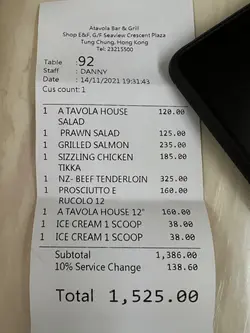 Atavola Bar & Grill
Shop E&F, G/F Seaview Crescent Plaza
Tung Chung, Hong Kong
Tel: 23215500
Table : 92
Staff : DANNY
Date : 14/11/2021 19:31:43
Cus count: 1
1 A TAVOLA HOUSE 120.00
SALAD
1 PRAWN SALAD 125.00
1 GRILLED SALMON 235.00
1 SIZZLING CHICKEN 185.00
TIKKA
1 NZ- BEEF TENDERLOIN 325.00
1 PROSCIUTTO E 160.00
RUCOLO 12
1 A TAVOLA HOUSE 12" 160.00
1 ICE CREAM 1 SCOOP 38.00
1 ICE CREAM 1 SCOOP 38.00
Subtotal 1,386.00
10% Service Change 138.60
Total 1,525.00